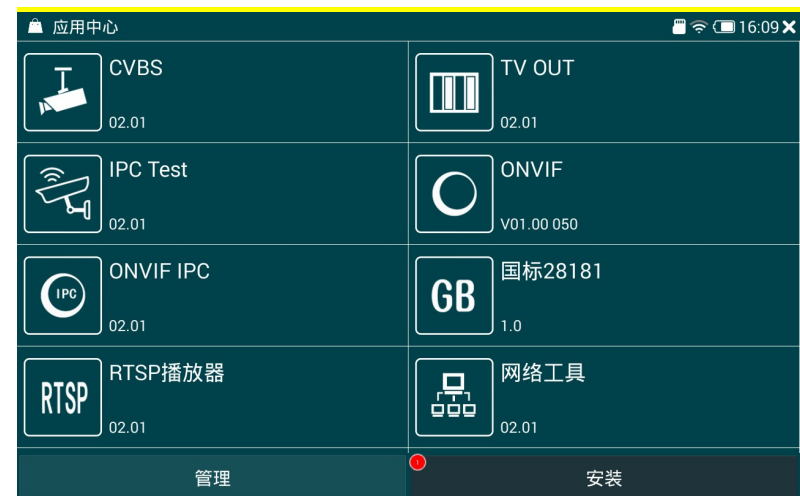 应用中心
16:09
CVBS
02.01
TV OUT
02.01
IPC Test
02.01
ONVIF
V01.00 050
IPC
ONVIF IPC
02.01
GB
国标28181
1.0
RTSP
RTSP播放器
02.01
网络工具
02.01
管理
安装